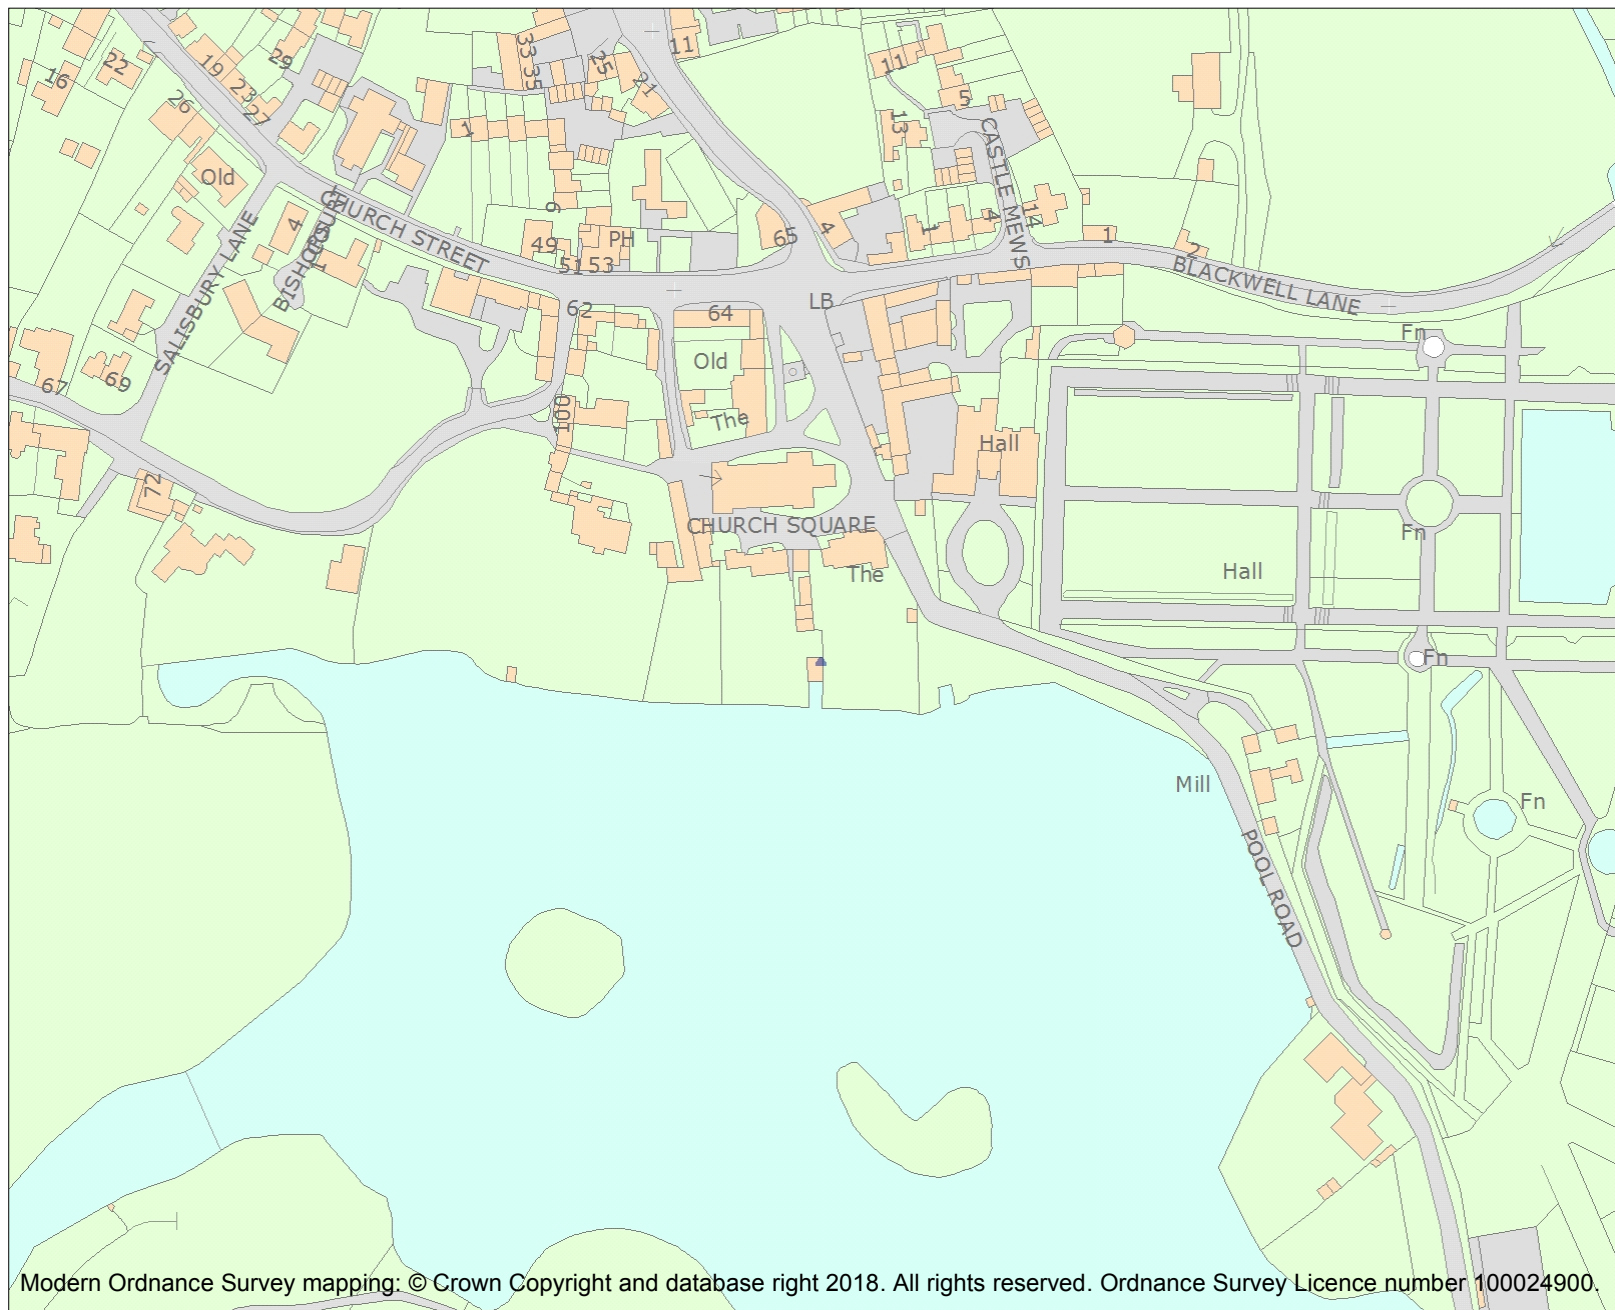 33 35
25
11
21
11
16
22
19
29
23
27
26
5
13
1
CASTLE MEWS
Old
CHURCH STREET
4
BISHOPS COURT
1
SALISBURY LANE
6
49
PH
51 53
65
4
1
4
14
1
2
BLACKWELL LANE
62
64
LB
Fn
67
69
Old
The
100
Hall
72
CHURCH SQUARE
The
Fn
Hall
Fn
Mill
Fn
POOL ROAD
Modern Ordnance Survey mapping: © Crown Copyright and database right 2018. All rights reserved. Ordnance Survey Licence number 100024900.